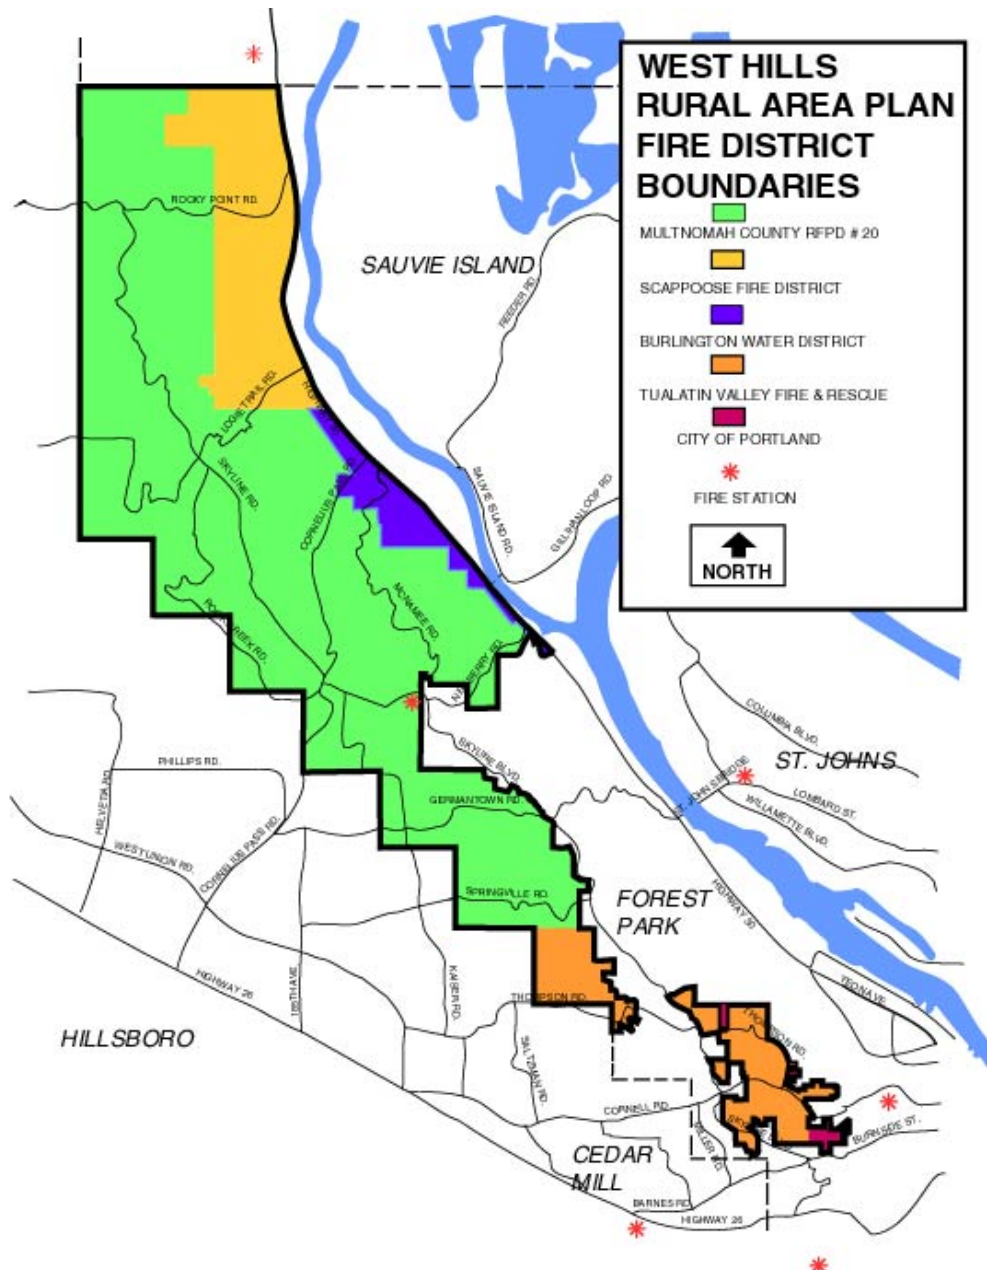 WEST HILLS
RURAL AREA PLAN
FIRE DISTRICT
BOUNDARIES
MULTNOMAH COUNTY RFPD # 20
SCAPPOOSE FIRE DISTRICT
BURLINGTON WATER DISTRICT
TUALATIN VALLEY FIRE & RESCUE
CITY OF PORTLAND
FIRE STATION
NORTH
ROCKY POINT RD.
SAUVIE ISLAND
REEDER RD.
LOGIE TRAIL RD.
SKYLINE RD.
CORNELIUS PASS RD.
SAUVIE ISLAND RD.
GILLIHAN LOOP RD.
MCNAMEE RD.
NEWBERRY RD.
SKYLINE BLVD.
COLUMBIA BLVD.
ST. JOHNS
PHILLIPS RD.
ST. JOHNS BRIDGE
LOMBARD ST.
WILLAMETTE BLVD.
HELVETIA RD.
GERMANTOWN RD.
WEST UNION RD.
CORNELIUS PASS RD.
SPRINGVILLE RD.
FOREST
PARK
HIGHWAY 30
HIGHWAY 26
185TH AVE.
KAISER RD.
THOMPSON RD.
YEON AVE.
THOMPSON RD.
HILLSBORO
SALTZMAN RD.
CORNELL RD.
MILLER RD.
BURNSIDE ST.
CEDAR
MILL
BARNES RD.
HIGHWAY 26